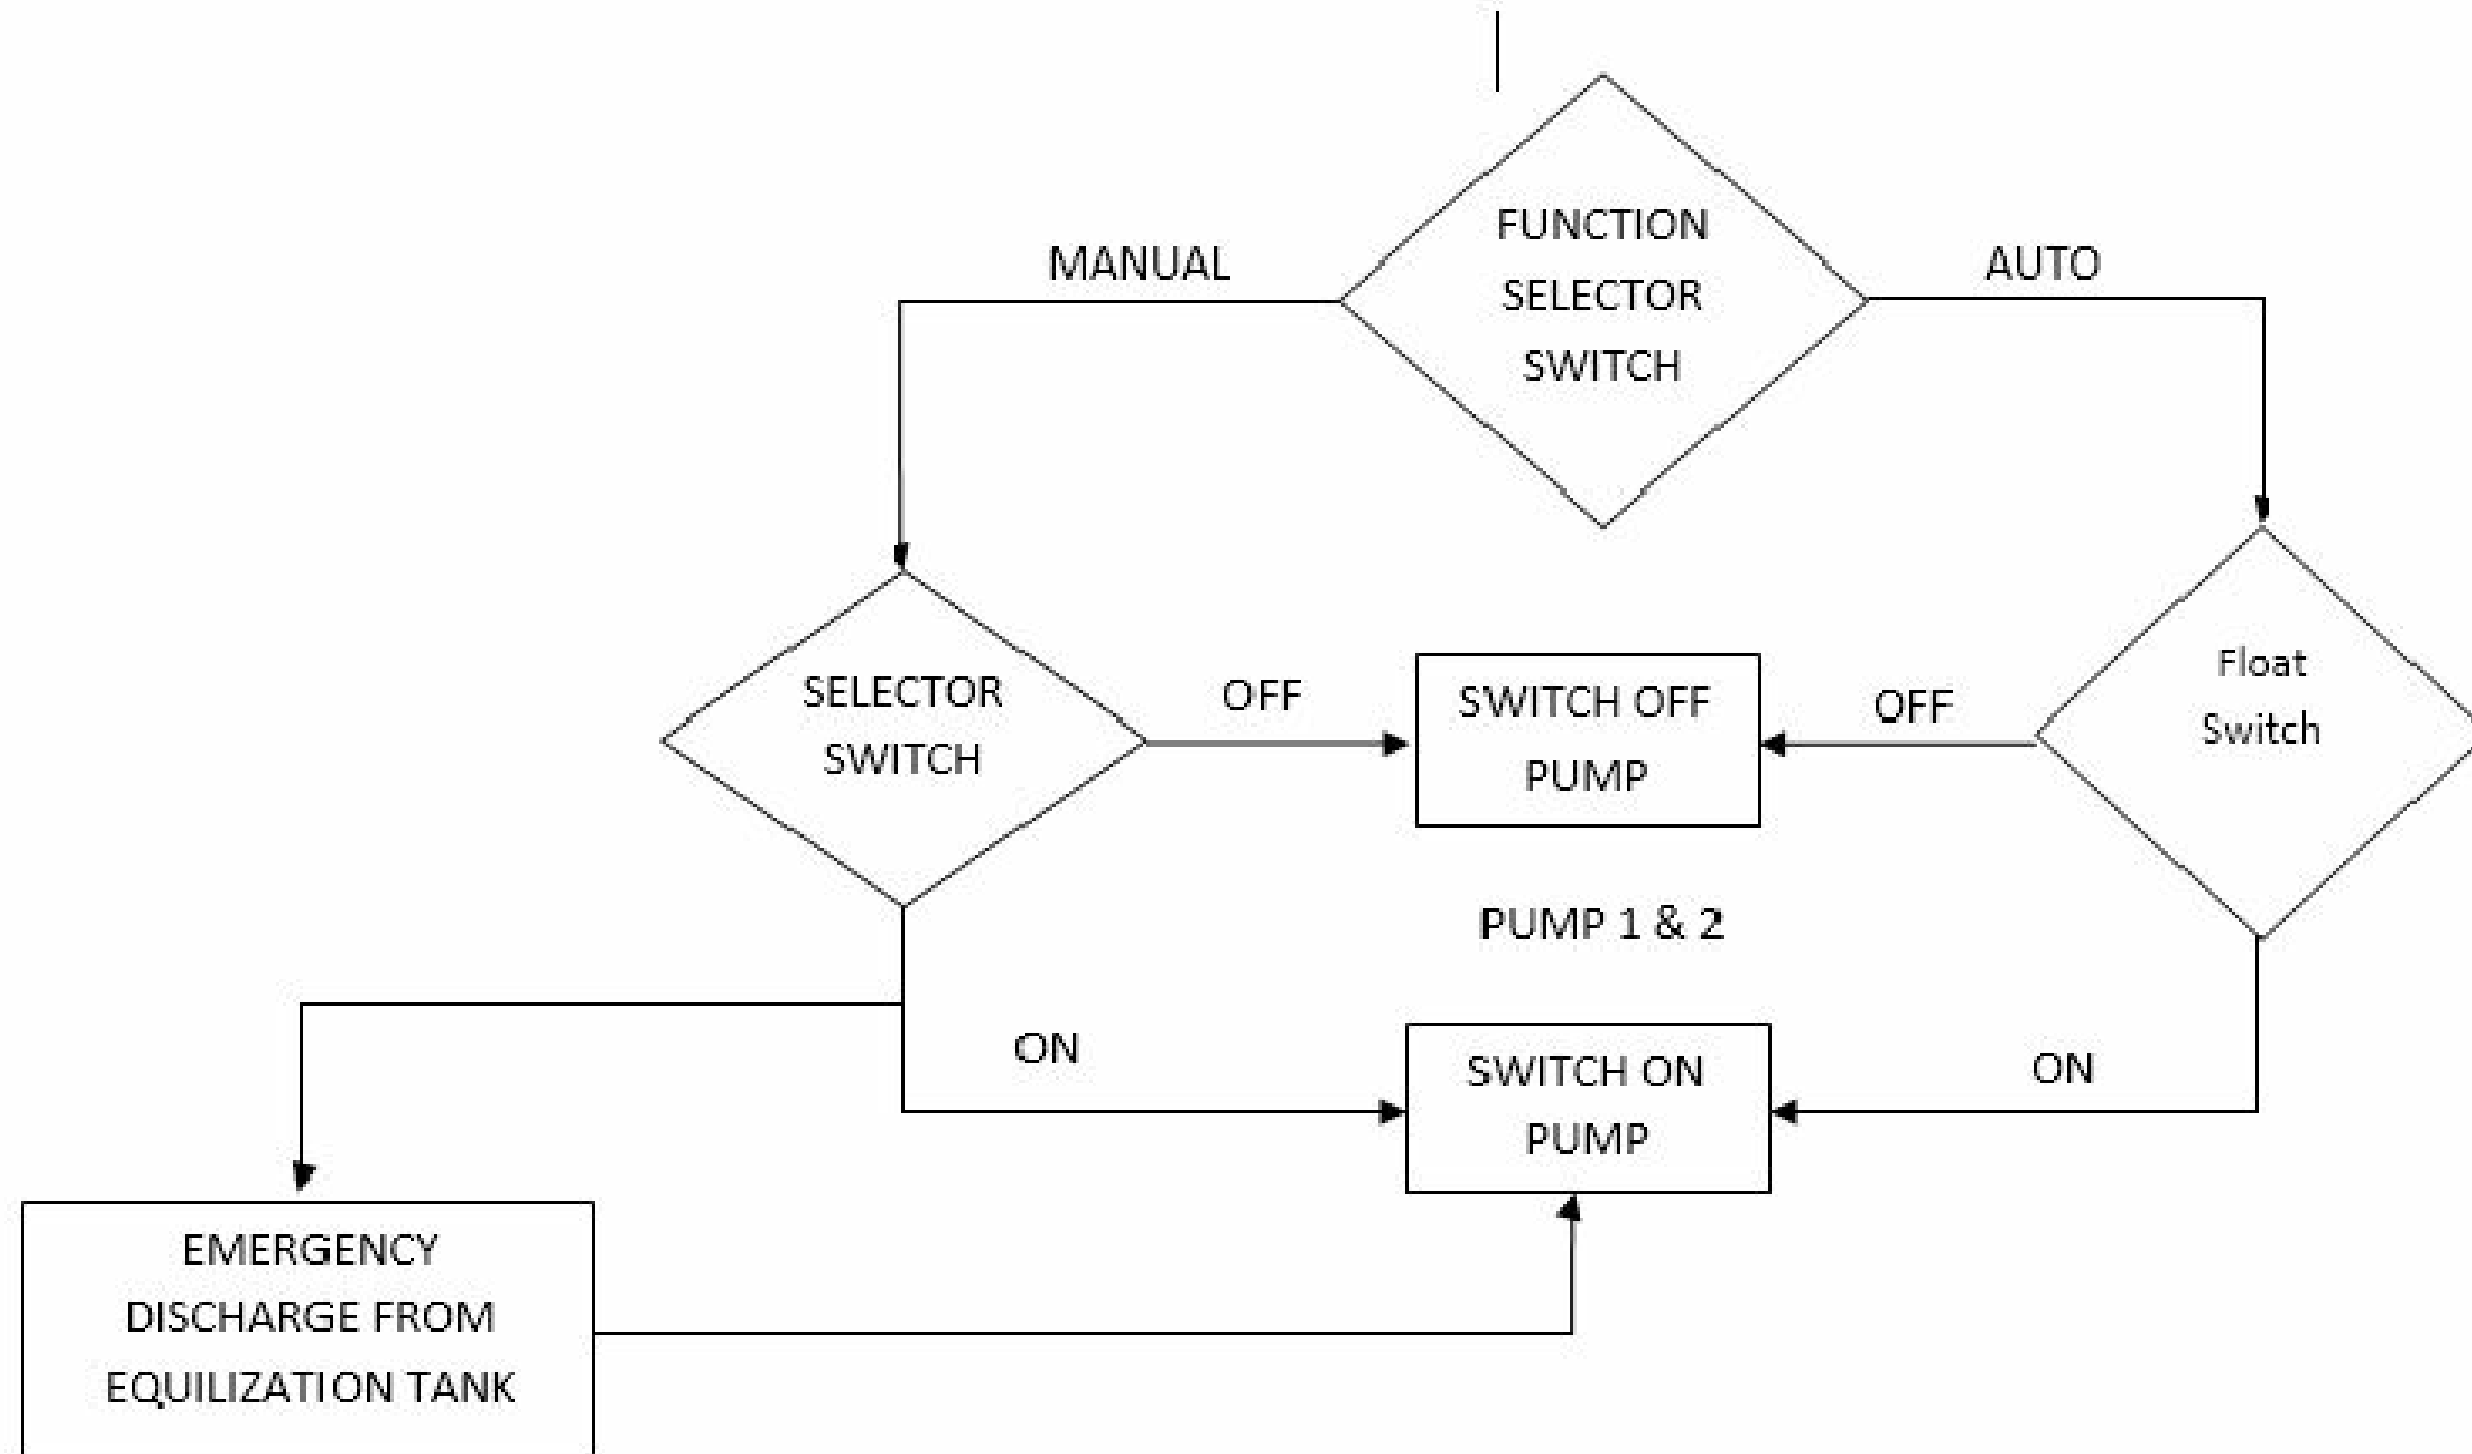 FUNCTION
SELECTOR
SWITCH
MANUAL
AUTO
SELECTOR
SWITCH
OFF
SWITCH OFF
PUMP
OFF
Float
Switch
PUMP 1 & 2
ON
SWITCH ON
PUMP
ON
EMERGENCY
DISCHARGE FROM
EQUILIZATION TANK